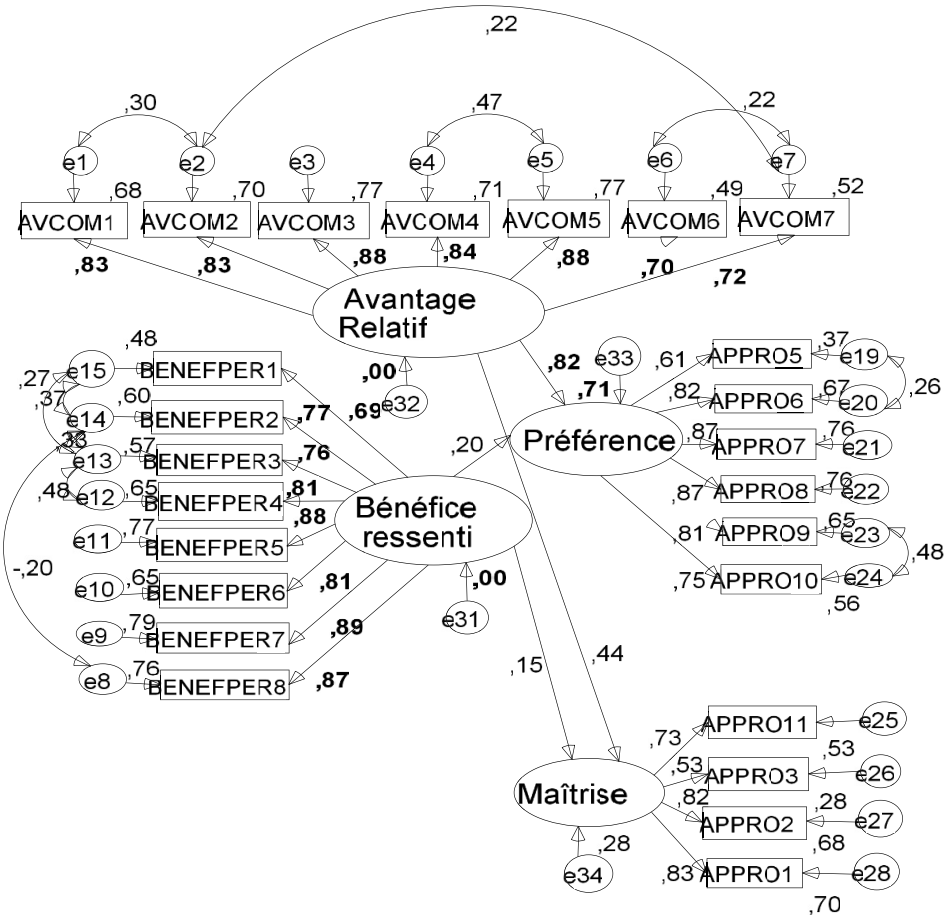 ,22
,30
,47
,22
e1
e2
e3
e4
e5
e6
e7
,68
,70
,77
,71
,77
,49
,52
AVCOM1
AVCOM2
AVCOM3
AVCOM4
AVCOM5
AVCOM6
AVCOM7
,83
,83
,88
,84
,88
,70
,72
Avantage
Relatif
,00
e32
,82
,71
e33
,48
e15
BENEFPER1
,27
,37
,60
e14
BENEFPER2
,33
,57
e13
BENEFPER3
,48
,65
e12
BENEFPER4
,77
e11
BENEFPER5
-,20
,65
e10
BENEFPER6
,79
e9
BENEFPER7
,76
e8
BENEFPER8
,69
,77
,76
,81
,88
,81
,89
,87
Bénéfice
ressenti
,00
e31
,20
Préférence
,61
APPRO5
,37
e19
,26
,82
APPRO6
,67
e20
,87
APPRO7
,76
e21
,87
APPRO8
,76
e22
,81
APPRO9
,65
e23
,48
,75
APPRO10
e24
,56
,15
,44
Maîtrise
,28
e34
,73
APPRO11
e25
,53
,53
APPRO3
e26
,28
,82
APPRO2
e27
,68
,83
APPRO1
e28
,70